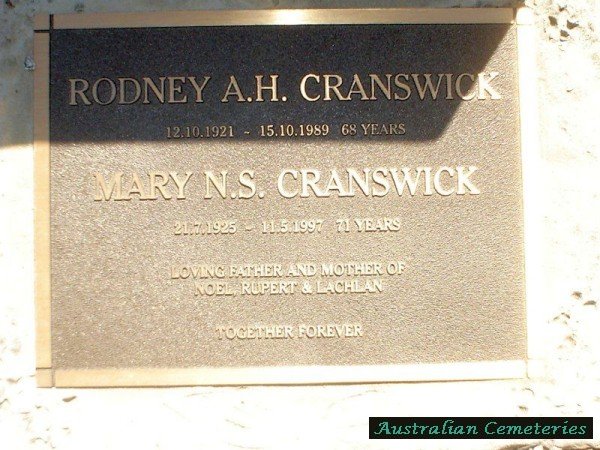 RODNEY A.H. CRANSWICK
12.10.1921 ~ 15.10.1989 68 YEARS
MARY N.S. CRANSWICK
21.7.1925 ~ 11.5.1997 71 YEARS
LOVING FATHER AND MOTHER OF
NOEL, RUPERT & LACHLAN
TOGETHER FOREVER
Australian Cemeteries